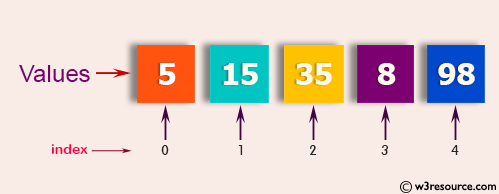 Values 5 15 35 8 98
index 0 1 2 3 4
© w3resource.com